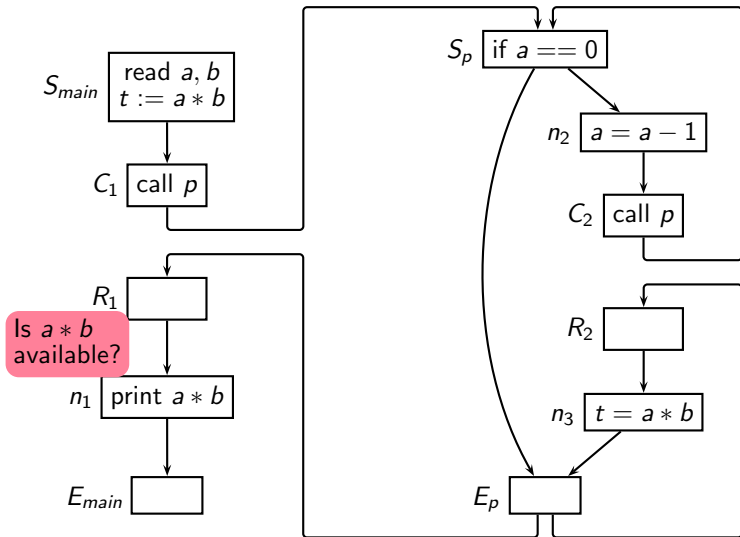 S_main
read a, b
t := a ∗ b
C_1 call p
R_1
Is a ∗ b
available?
n_1 print a ∗ b
E_main
S_p if a == 0
n_2 a = a − 1
C_2 call p
R_2
n_3 t = a ∗ b
E_p